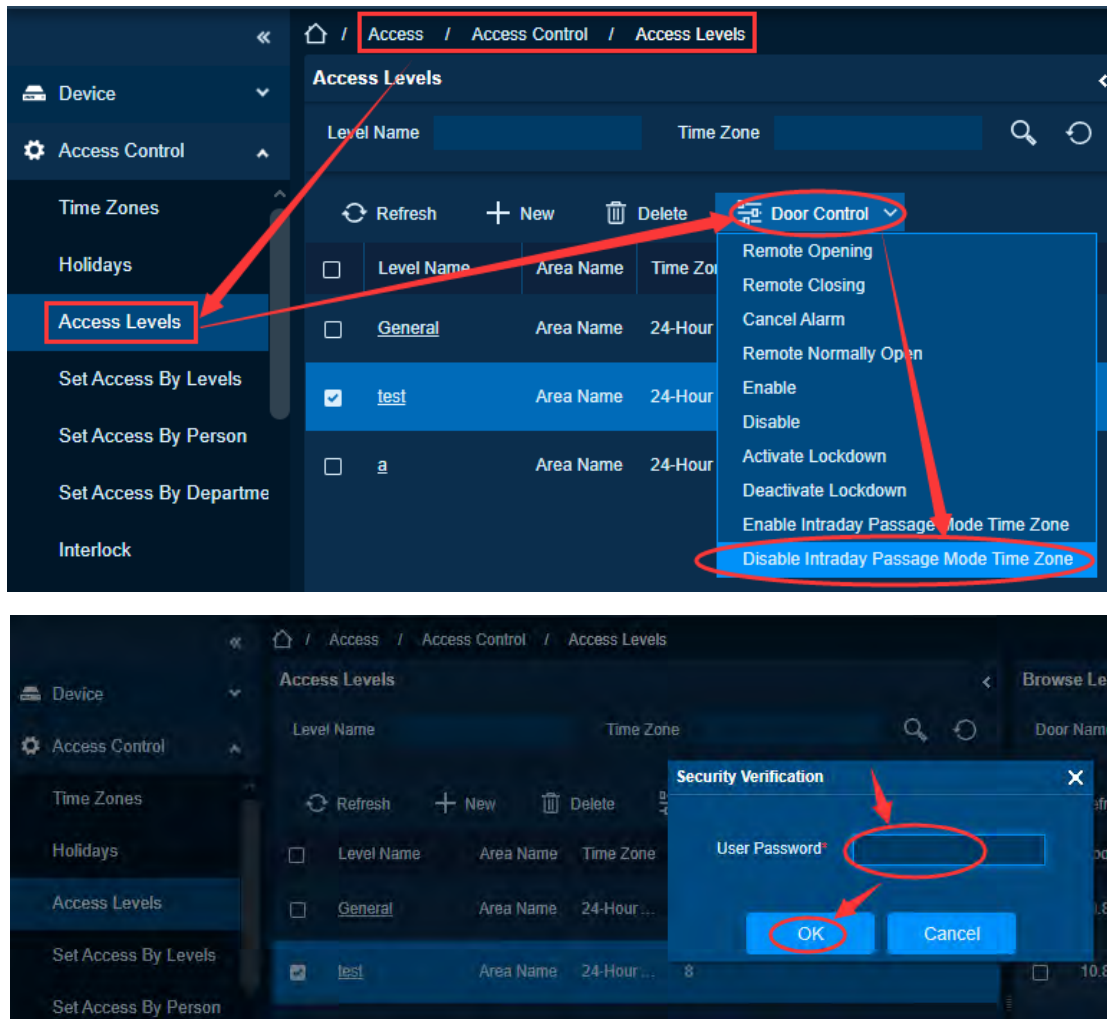 « / Access / Access Control / Access Levels
Device
Access Control
Time Zones
Holidays
Access Levels
Set Access By Levels
Set Access By Person
Set Access By Departme
Interlock
Access Levels
Level Name Time Zone
Refresh New Delete Door Control
Level Name Area Name Time Zon
General Area Name 24-Hour
test Area Name 24-Hour
a Area Name 24-Hour
Remote Opening
Remote Closing
Cancel Alarm
Remote Normally Open
Enable
Disable
Activate Lockdown
Deactivate Lockdown
Enable Intraday Passage Mode Time Zone
Disable Intraday Passage Mode Time Zone
« / Access / Access Control / Access Levels
Device
Access Control
Time Zones
Holidays
Access Levels
Set Access By Levels
Set Access By Person
Access Levels < Browse Le
Level Name Time Zone Door Nam
Refresh New Delete
Level Name Area Name Time Zone
General Area Name 24-Hour...
test Area Name 24-Hour... 8 10.8
Security Verification
User Password*
OK Cancel